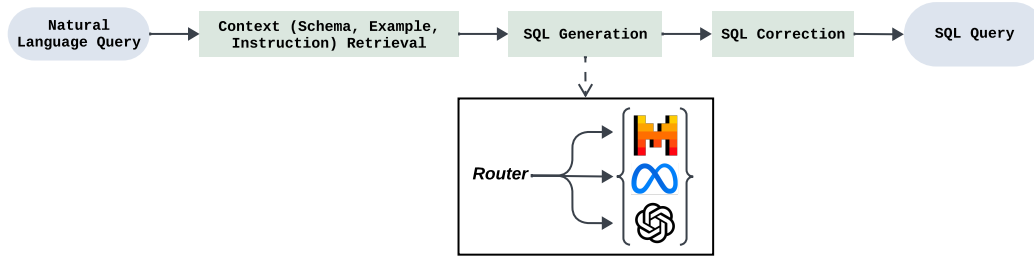 Natural
Language Query
Context (Schema, Example,
Instruction) Retrieval
SQL Generation
SQL Correction
SQL Query
Router